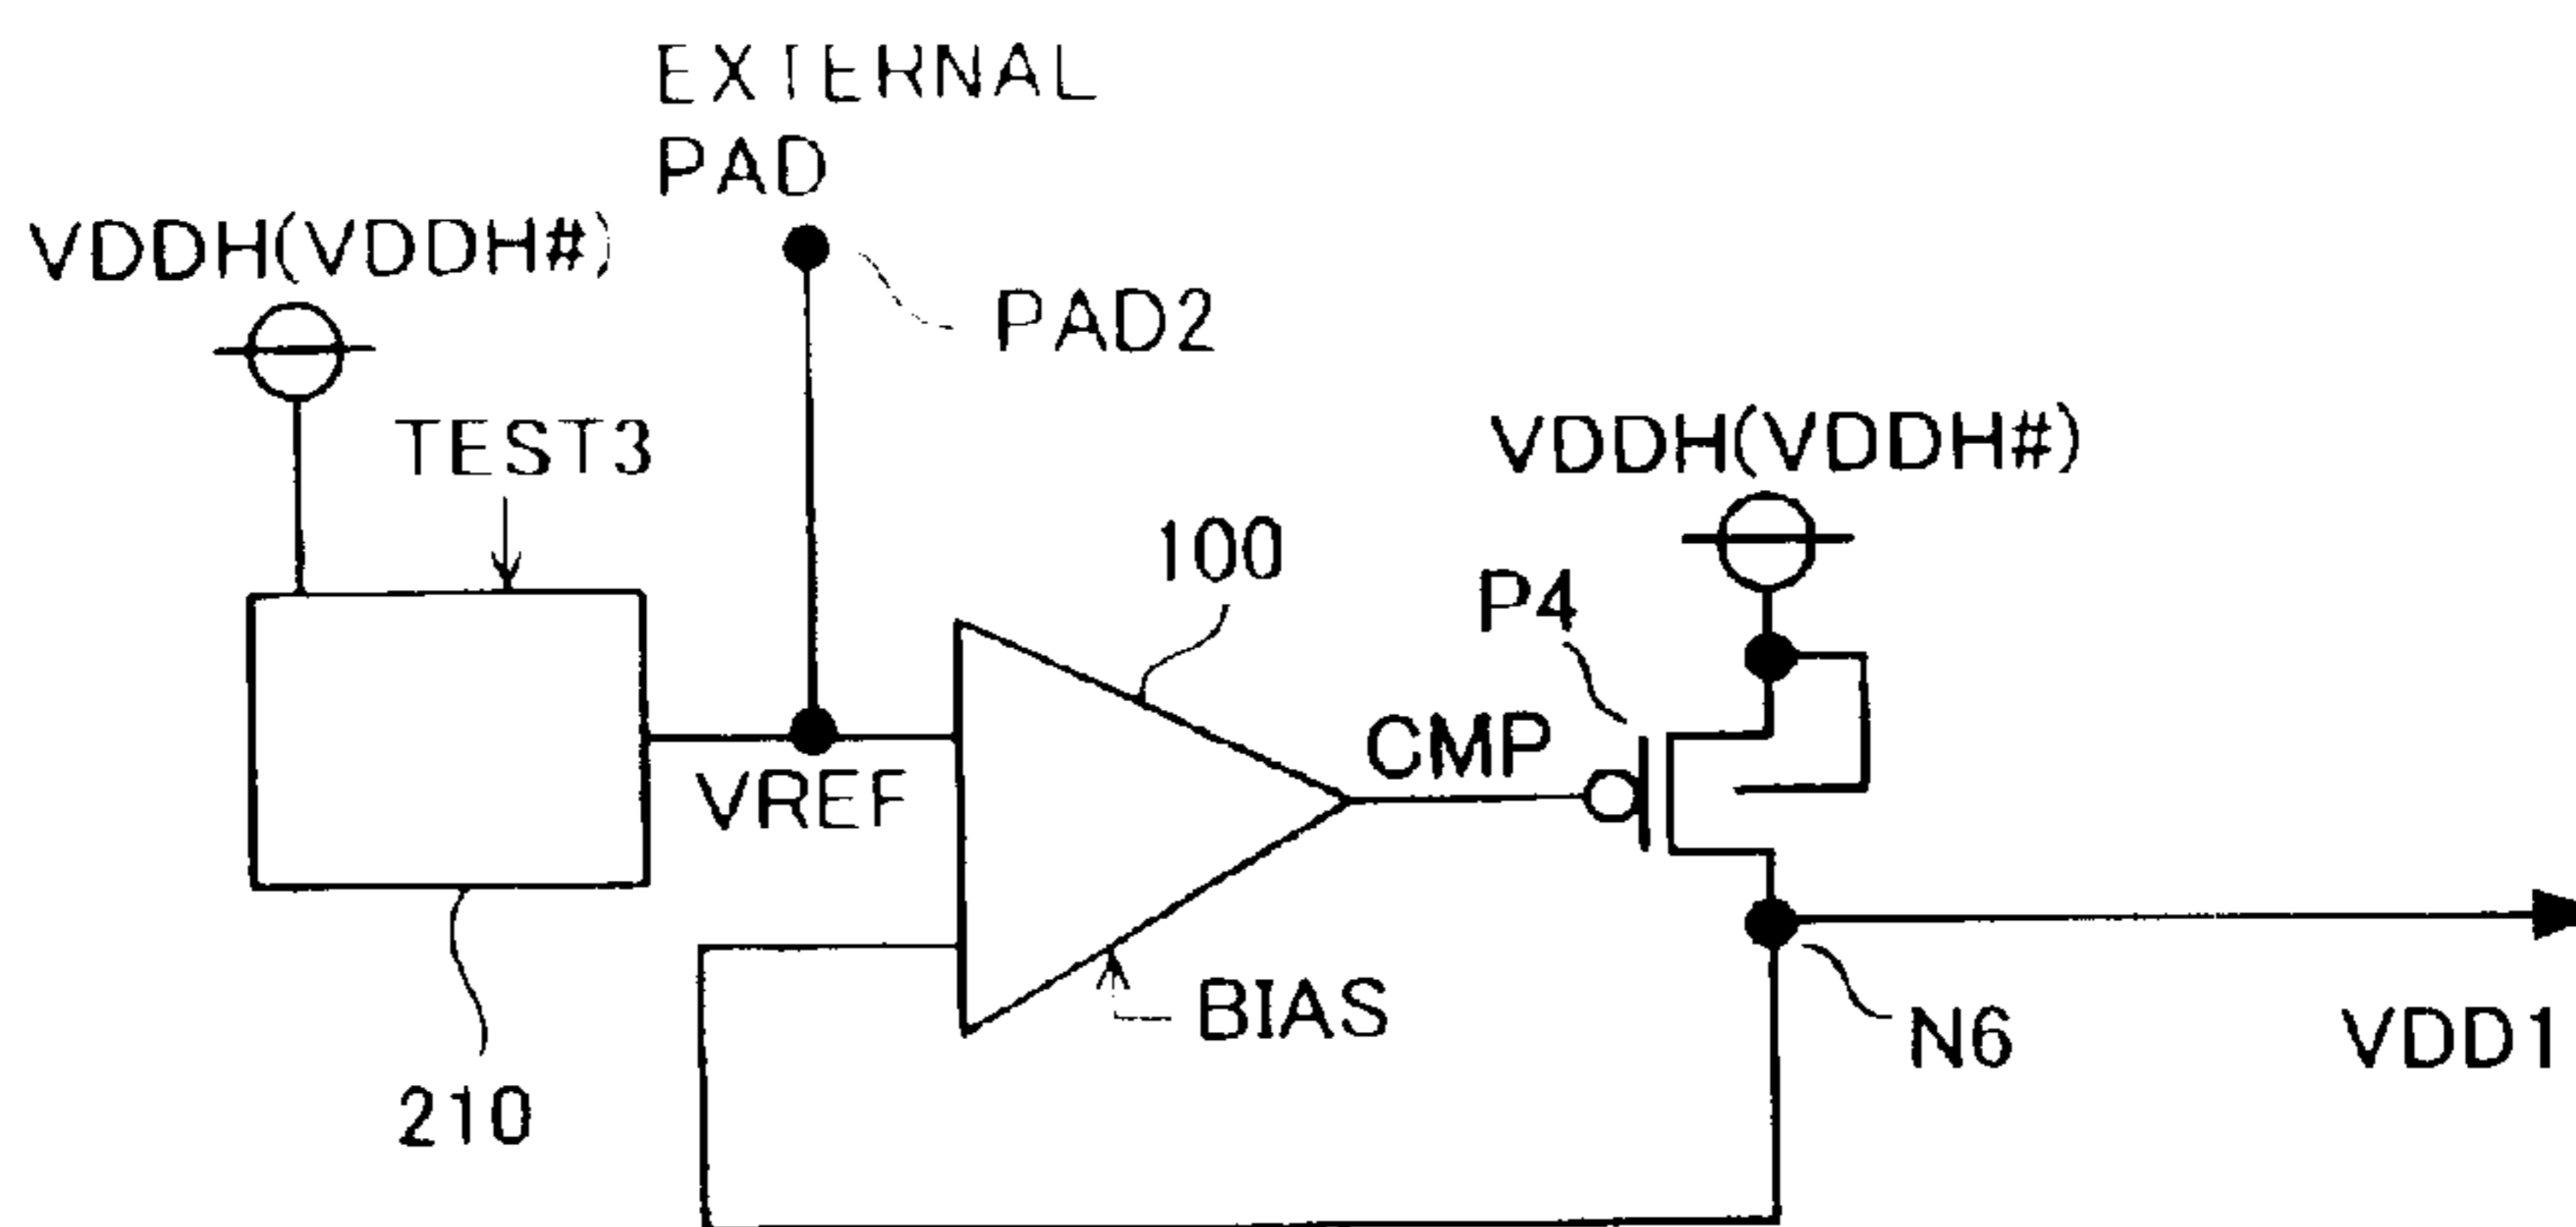 EXTERNAL
PAD
VDDH(VDDH#)
PAD2
TEST3
VDDH(VDDH#)
100
P4
CMP
VREF
BIAS
N6
VDD1
210